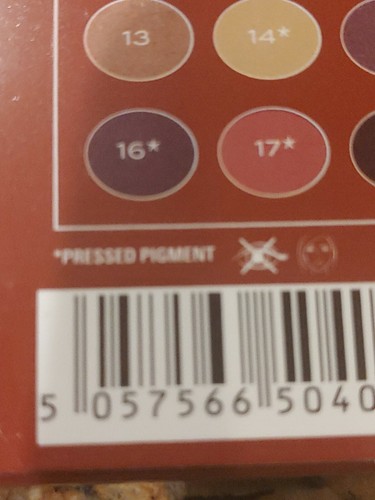 13 14*
16* 17*
*PRESSED PIGMENT
5 057566 5040